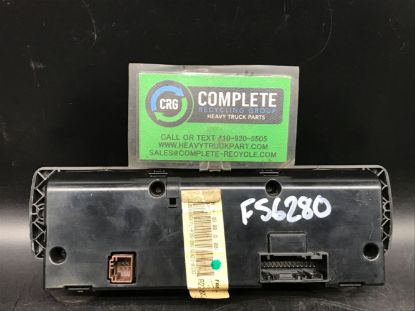 CRG
COMPLETE
RECYCLING GROUP
HEAVY TRUCK PARTS
CALL OR TEXT 410-920-5505
WWW.HEAVYTRUCKPART.COM
SALES@COMPLETE-RECYCLE.COM
FS6280